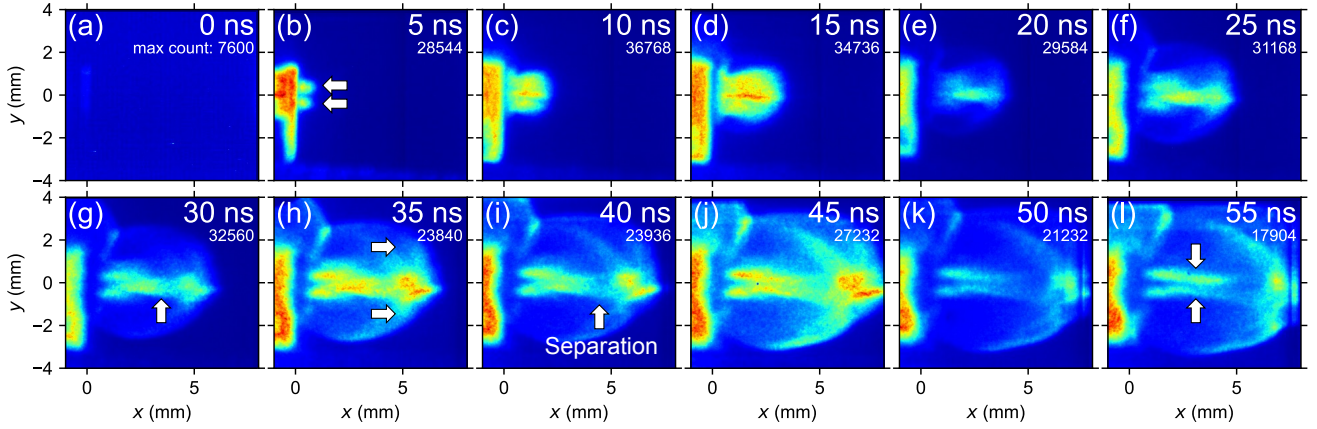 (a) 0 ns
max count: 7600
(b) 5 ns
28544
(c) 10 ns
36768
(d) 15 ns
34736
(e) 20 ns
29584
(f) 25 ns
31168
4
2
0
−2
−4
y (mm)
(g) 30 ns
32560
(h) 35 ns
23840
(i) 40 ns
23936
Separation
(j) 45 ns
27232
(k) 50 ns
21232
(l) 55 ns
17904
4
2
0
−2
−4
y (mm)
0 5
0 5
0 5
0 5
0 5
0 5
x (mm)
x (mm)
x (mm)
x (mm)
x (mm)
x (mm)